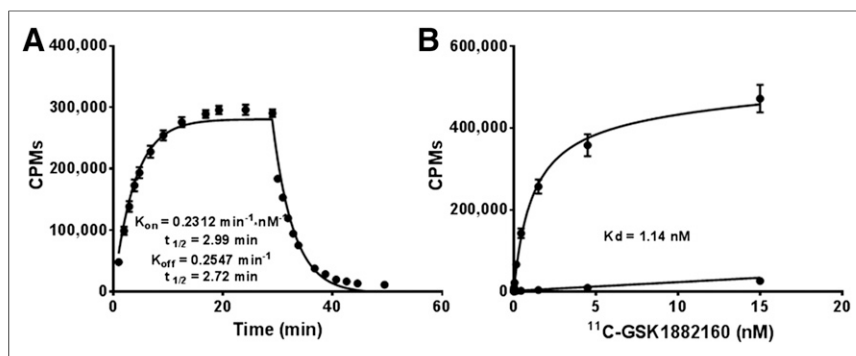 A
400,000
300,000
200,000
100,000
0
CPMs
Kon = 0.2312 min⁻¹·nM⁻¹
t 1/2 = 2.99 min
Koff = 0.2547 min⁻¹
t 1/2 = 2.72 min
0 20 40 60
Time (min)
B
600,000
400,000
200,000
0
CPMs
Kd = 1.14 nM
0 5 10 15 20
¹¹C-GSK1882160 (nM)